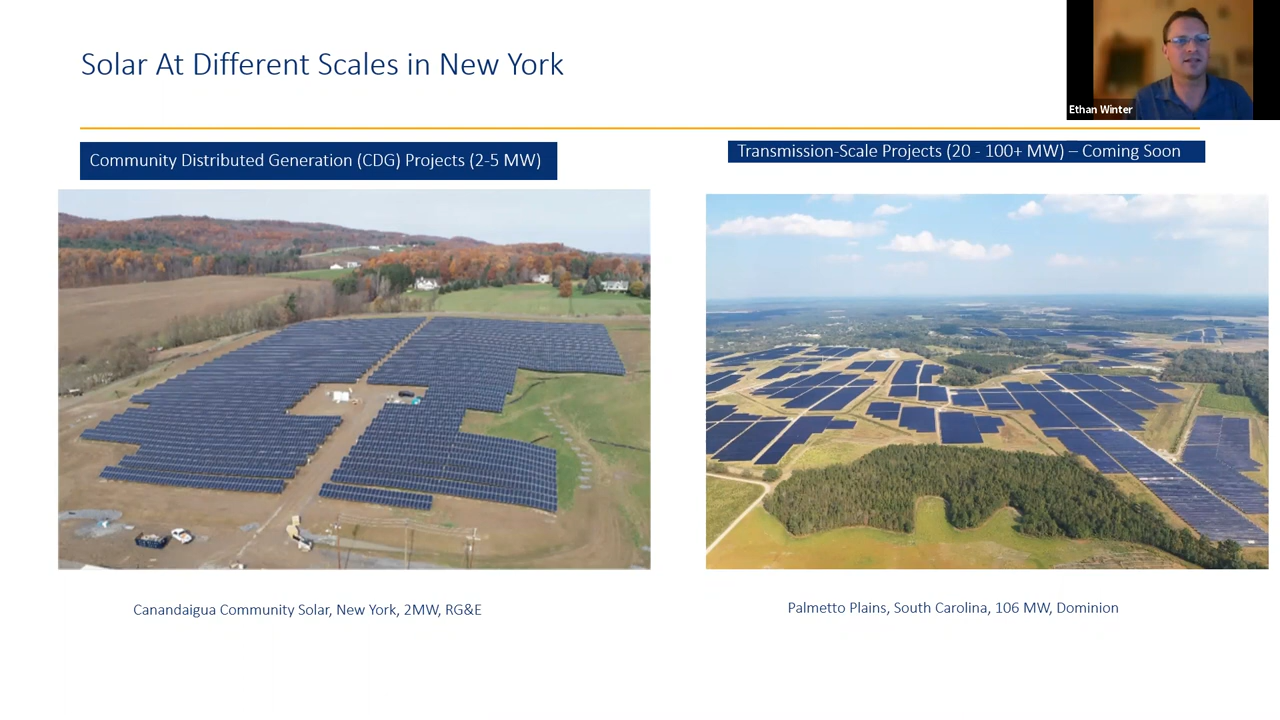 Solar At Different Scales in New York
Ethan Winter
Community Distributed Generation (CDG) Projects (2-5 MW)
Transmission-Scale Projects (20 - 100+ MW) – Coming Soon
Canandaigua Community Solar, New York, 2MW, RG&E
Palmetto Plains, South Carolina, 106 MW, Dominion